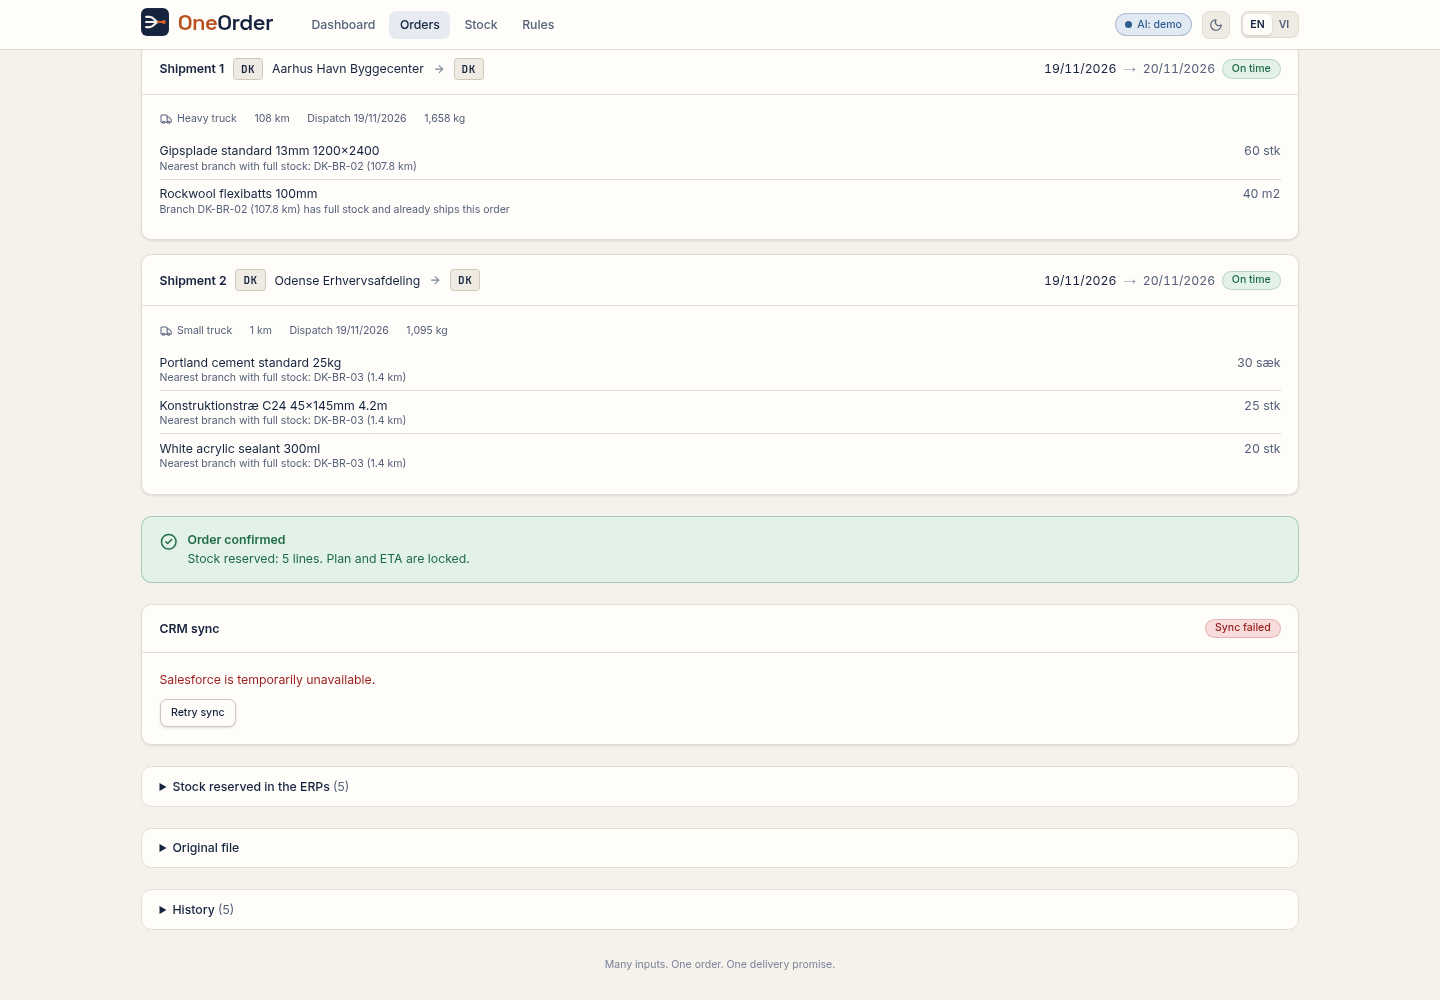 OneOrder Dashboard Orders Stock Rules AI: demo EN VI
Shipment 1 DK Aarhus Havn Byggecenter → DK 19/11/2026 → 20/11/2026 On time
Heavy truck 108 km Dispatch 19/11/2026 1,658 kg
Gipsplade standard 13mm 1200×2400 60 stk
Nearest branch with full stock: DK-BR-02 (107.8 km)
Rockwool flexibatts 100mm 40 m2
Branch DK-BR-02 (107.8 km) has full stock and already ships this order
Shipment 2 DK Odense Erhvervsafdeling → DK 19/11/2026 → 20/11/2026 On time
Small truck 1 km Dispatch 19/11/2026 1,095 kg
Portland cement standard 25kg 30 sæk
Nearest branch with full stock: DK-BR-03 (1.4 km)
Konstruktionstræ C24 45×145mm 4.2m 25 stk
Nearest branch with full stock: DK-BR-03 (1.4 km)
White acrylic sealant 300ml 20 stk
Nearest branch with full stock: DK-BR-03 (1.4 km)
Order confirmed
Stock reserved: 5 lines. Plan and ETA are locked.
CRM sync Sync failed
Salesforce is temporarily unavailable.
Retry sync
Stock reserved in the ERPs (5)
Original file
History (5)
Many inputs. One order. One delivery promise.